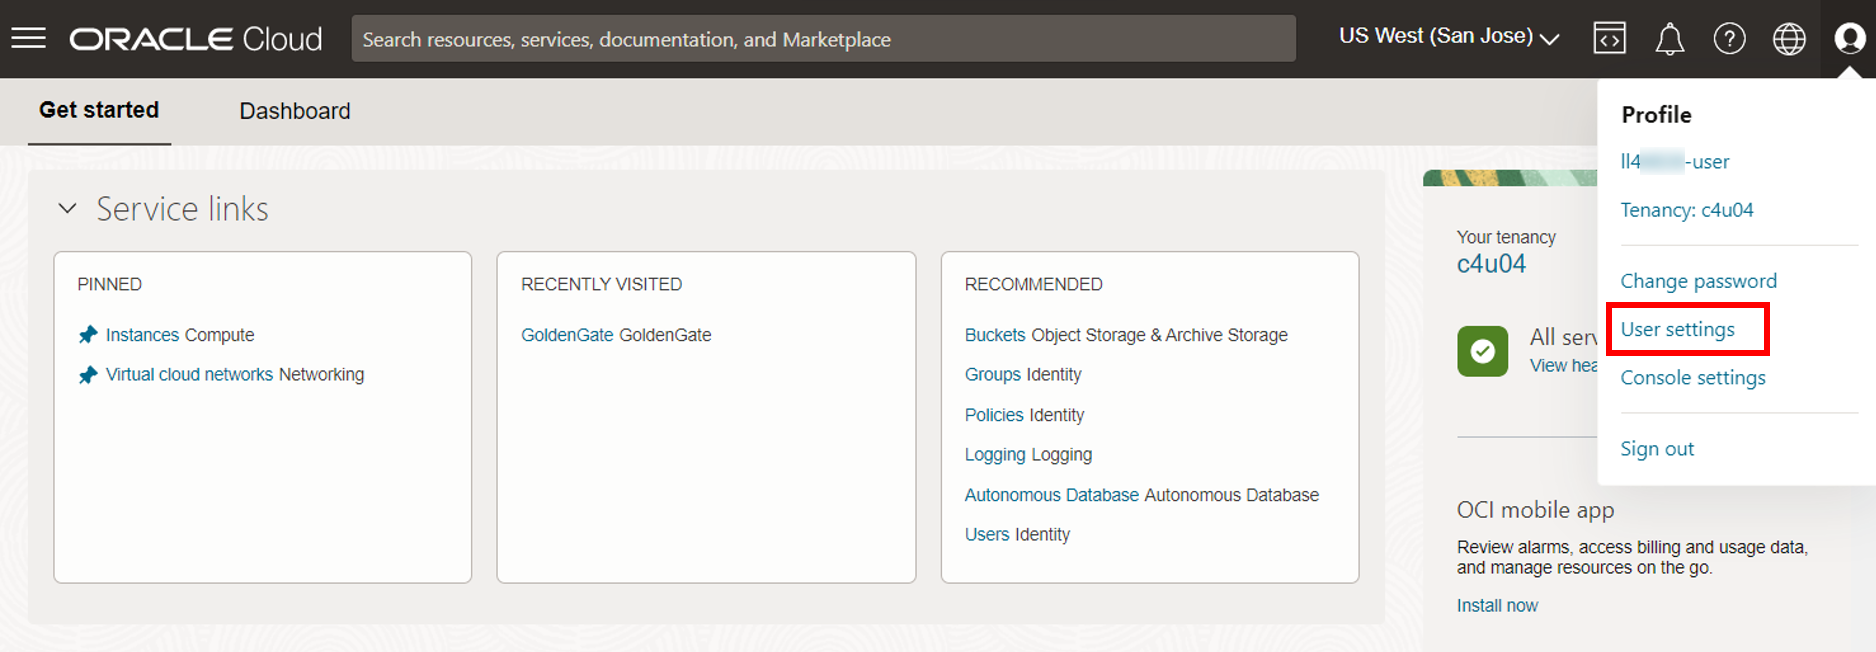 ORACLE Cloud
Search resources, services, documentation, and Marketplace
US West (San Jose)
Get started
Dashboard
Service links
PINNED
Instances Compute
Virtual cloud networks Networking
RECENTLY VISITED
GoldenGate GoldenGate
RECOMMENDED
Buckets Object Storage & Archive Storage
Groups Identity
Policies Identity
Logging Logging
Autonomous Database Autonomous Database
Users Identity
Your tenancy
c4u04
All serv
View hea
OCI mobile app
Review alarms, access billing and usage data,
and manage resources on the go.
Install now
Profile
ll4 -user
Tenancy: c4u04
Change password
User settings
Console settings
Sign out